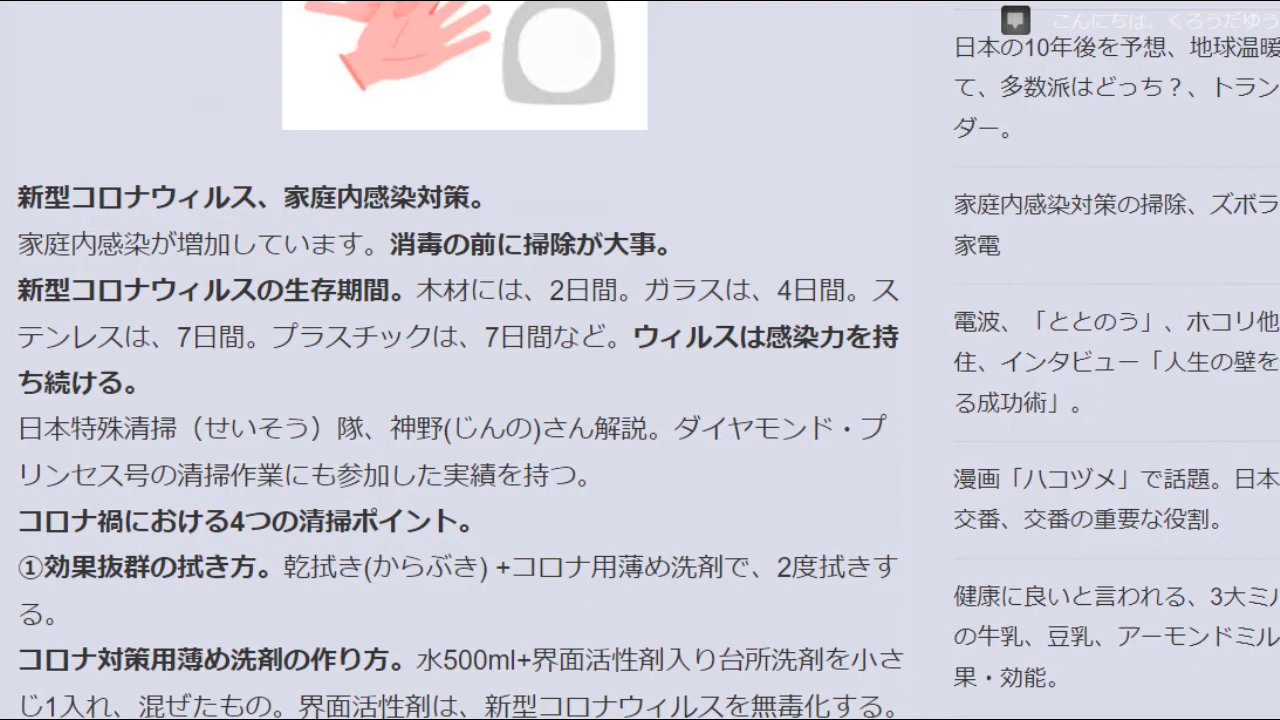 新型コロナウィルス、家庭内感染対策。
家庭内感染が増加しています。消毒の前に掃除が大事。
新型コロナウィルスの生存期間。木材には、2日間。ガラスは、4日間。ス
テンレスは、7日間。プラスチックは、7日間など。ウィルスは感染力を持
ち続ける。
日本特殊清掃（せいそう）隊、神野(じんの)さん解説。ダイヤモンド・プ
リンセス号の清掃作業にも参加した実績を持つ。
コロナ禍における4つの清掃ポイント。
①効果抜群の拭き方。乾拭き(からぶき) +コロナ用薄め洗剤で、2度拭きす
る。
コロナ対策用薄め洗剤の作り方。水500ml+界面活性剤入り台所洗剤を小さ
じ1入れ、混ぜたもの。界面活性剤は、新型コロナウィルスを無毒化する。
こんにちは、くろうだゆう
日本の10年後を予想、地球温暖
て、多数派はどっち？、トラン
ダー。
家庭内感染対策の掃除、ズボラ
家電
電波、「ととのう」、ホコリ他
住、インタビュー「人生の壁を
る成功術」。
漫画「ハコヅメ」で話題。日本
交番、交番の重要な役割。
健康に良いと言われる、3大ミル
の牛乳、豆乳、アーモンドミル
果・効能。